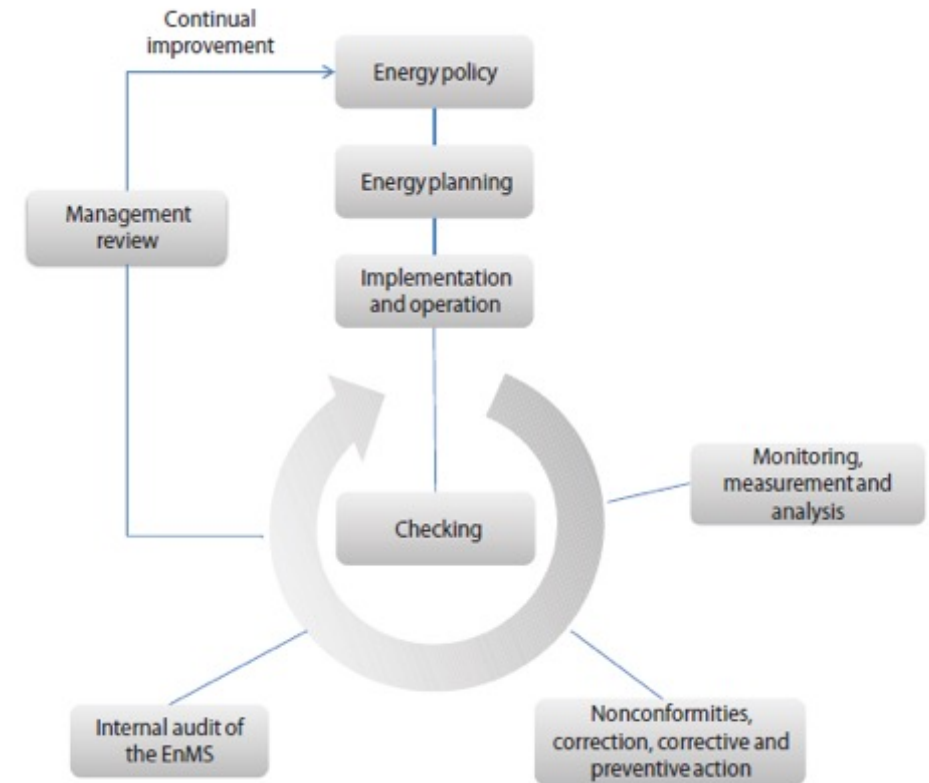 Continual
improvement
Energy policy
Energy planning
Management
review
Implementation
and operation
Monitoring,
measurement and
analysis
Checking
Internal audit of
the EnMS
Nonconformities,
correction, corrective and
preventive action